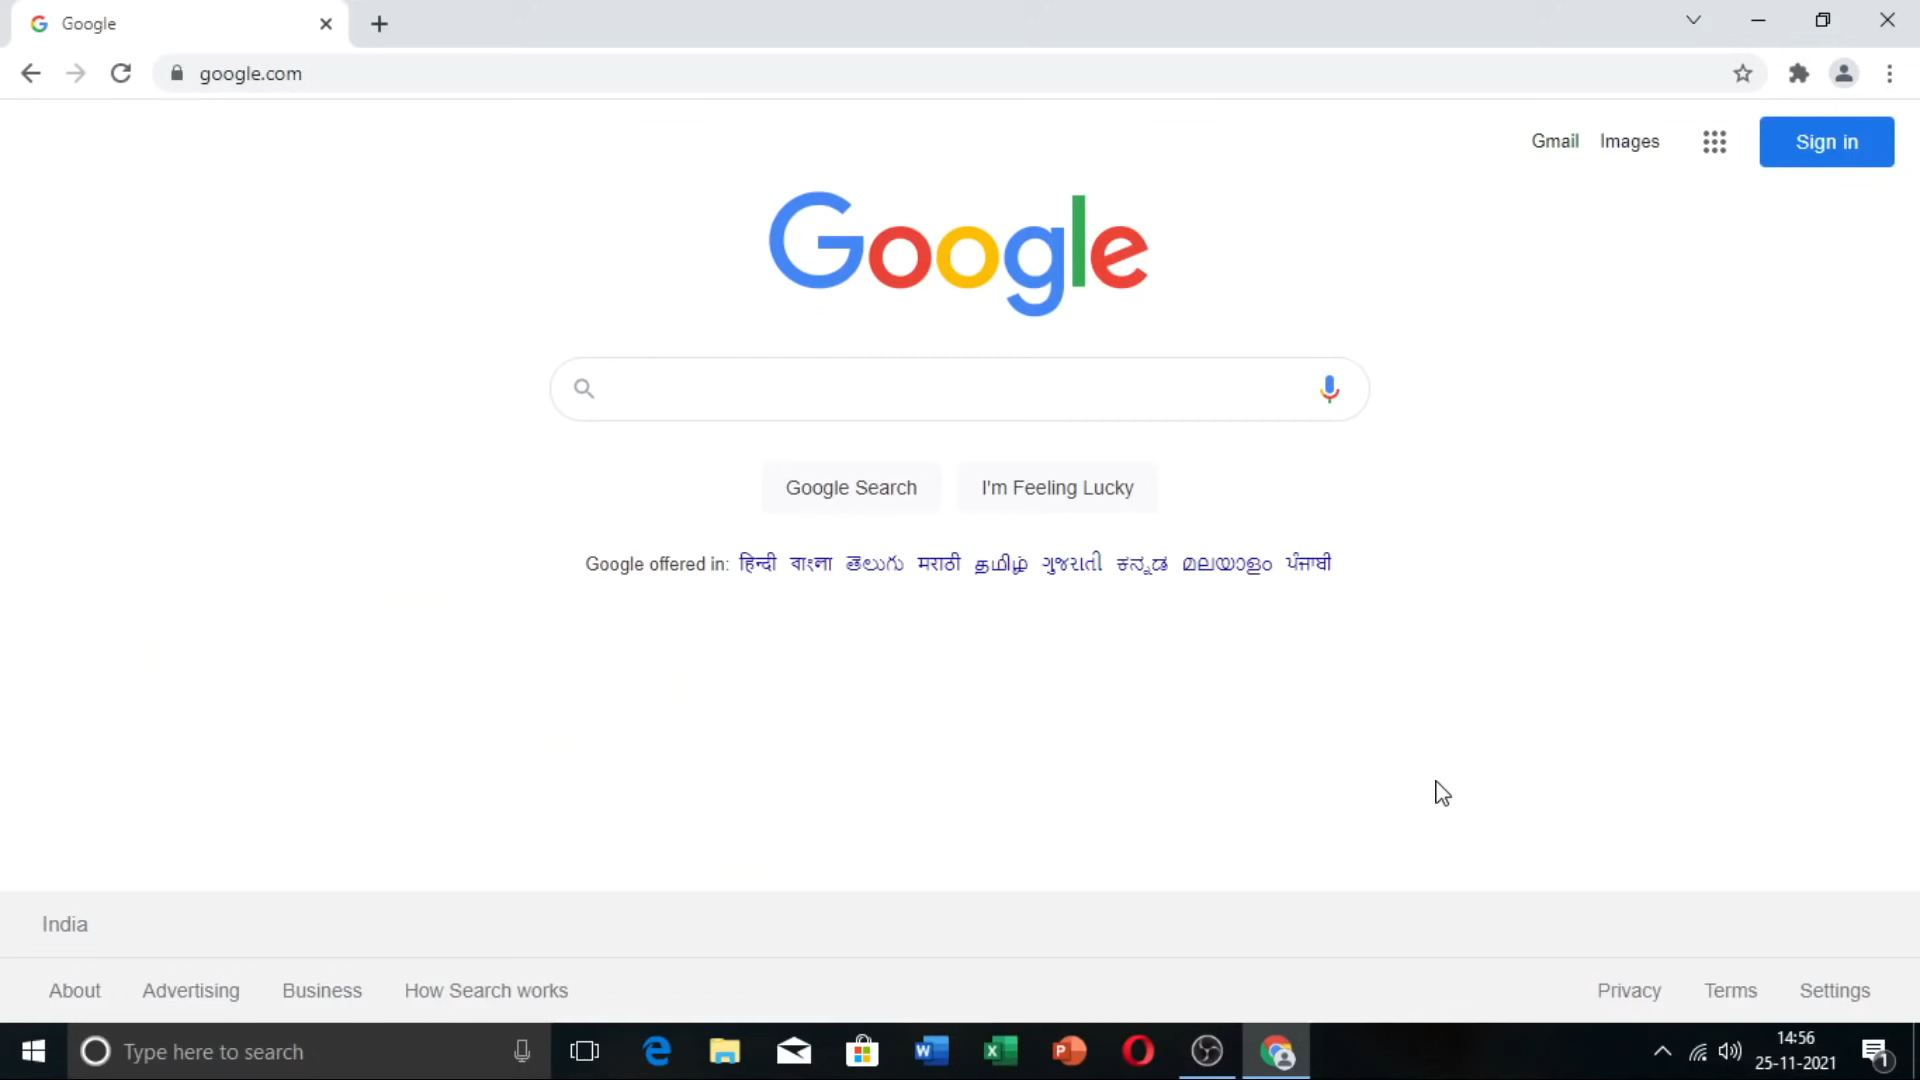 Google
google.com
Gmail Images Sign in
Google
Google Search I'm Feeling Lucky
Google offered in: हिन्दी বাংলা తెలుగు मराठी தமிழ் ગુજરાતી ಕನ್ನಡ മലയാളം ਪੰਜਾਬੀ
India
About Advertising Business How Search works Privacy Terms Settings
Type here to search
14:56
25-11-2021
1